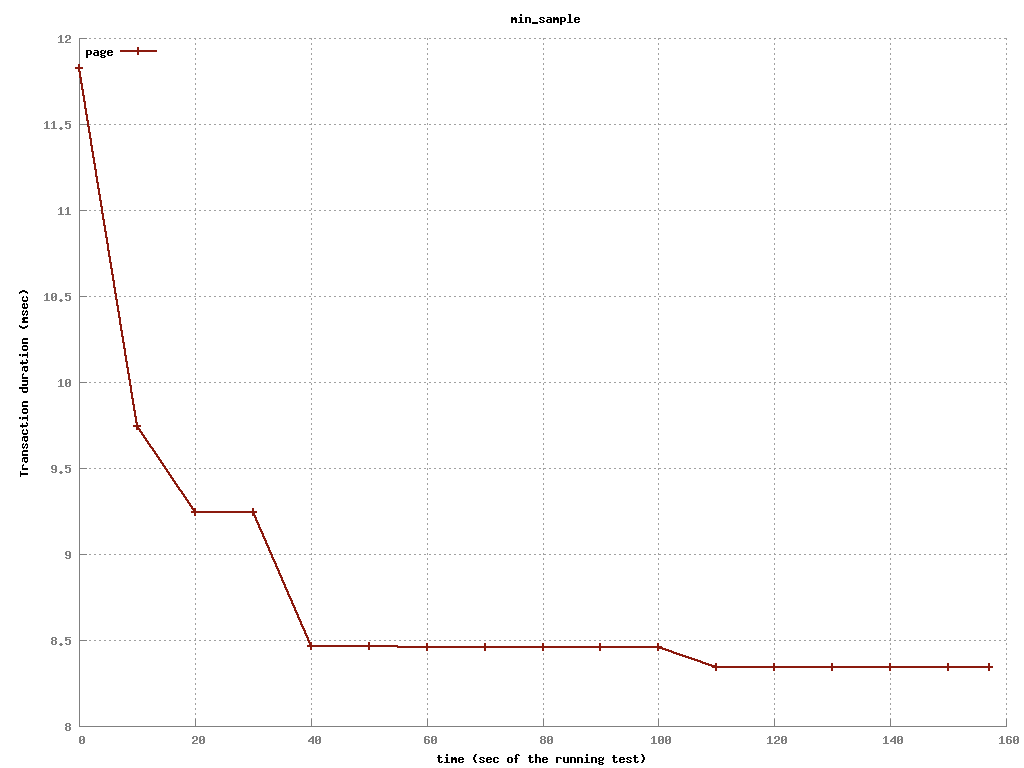 min_sample
page
12
11.5
11
10.5
10
9.5
9
8.5
8
Transaction duration (msec)
0 20 40 60 80 100 120 140 160
time (sec of the running test)